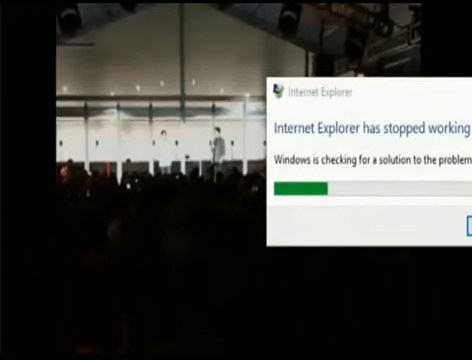 Internet Explorer
Internet Explorer has stopped working
Windows is checking for a solution to the problem